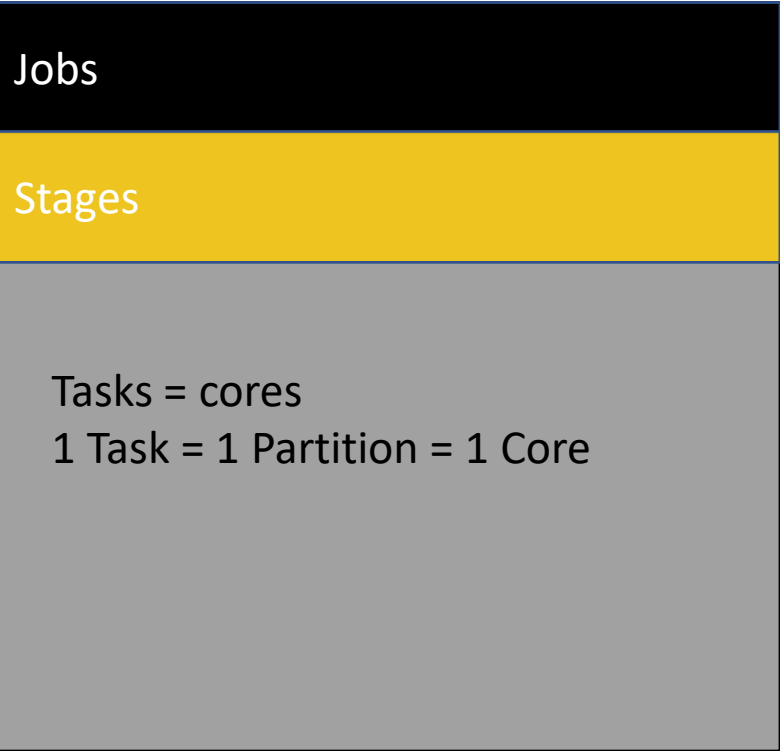 Jobs
Stages
Tasks = cores
1 Task = 1 Partition = 1 Core